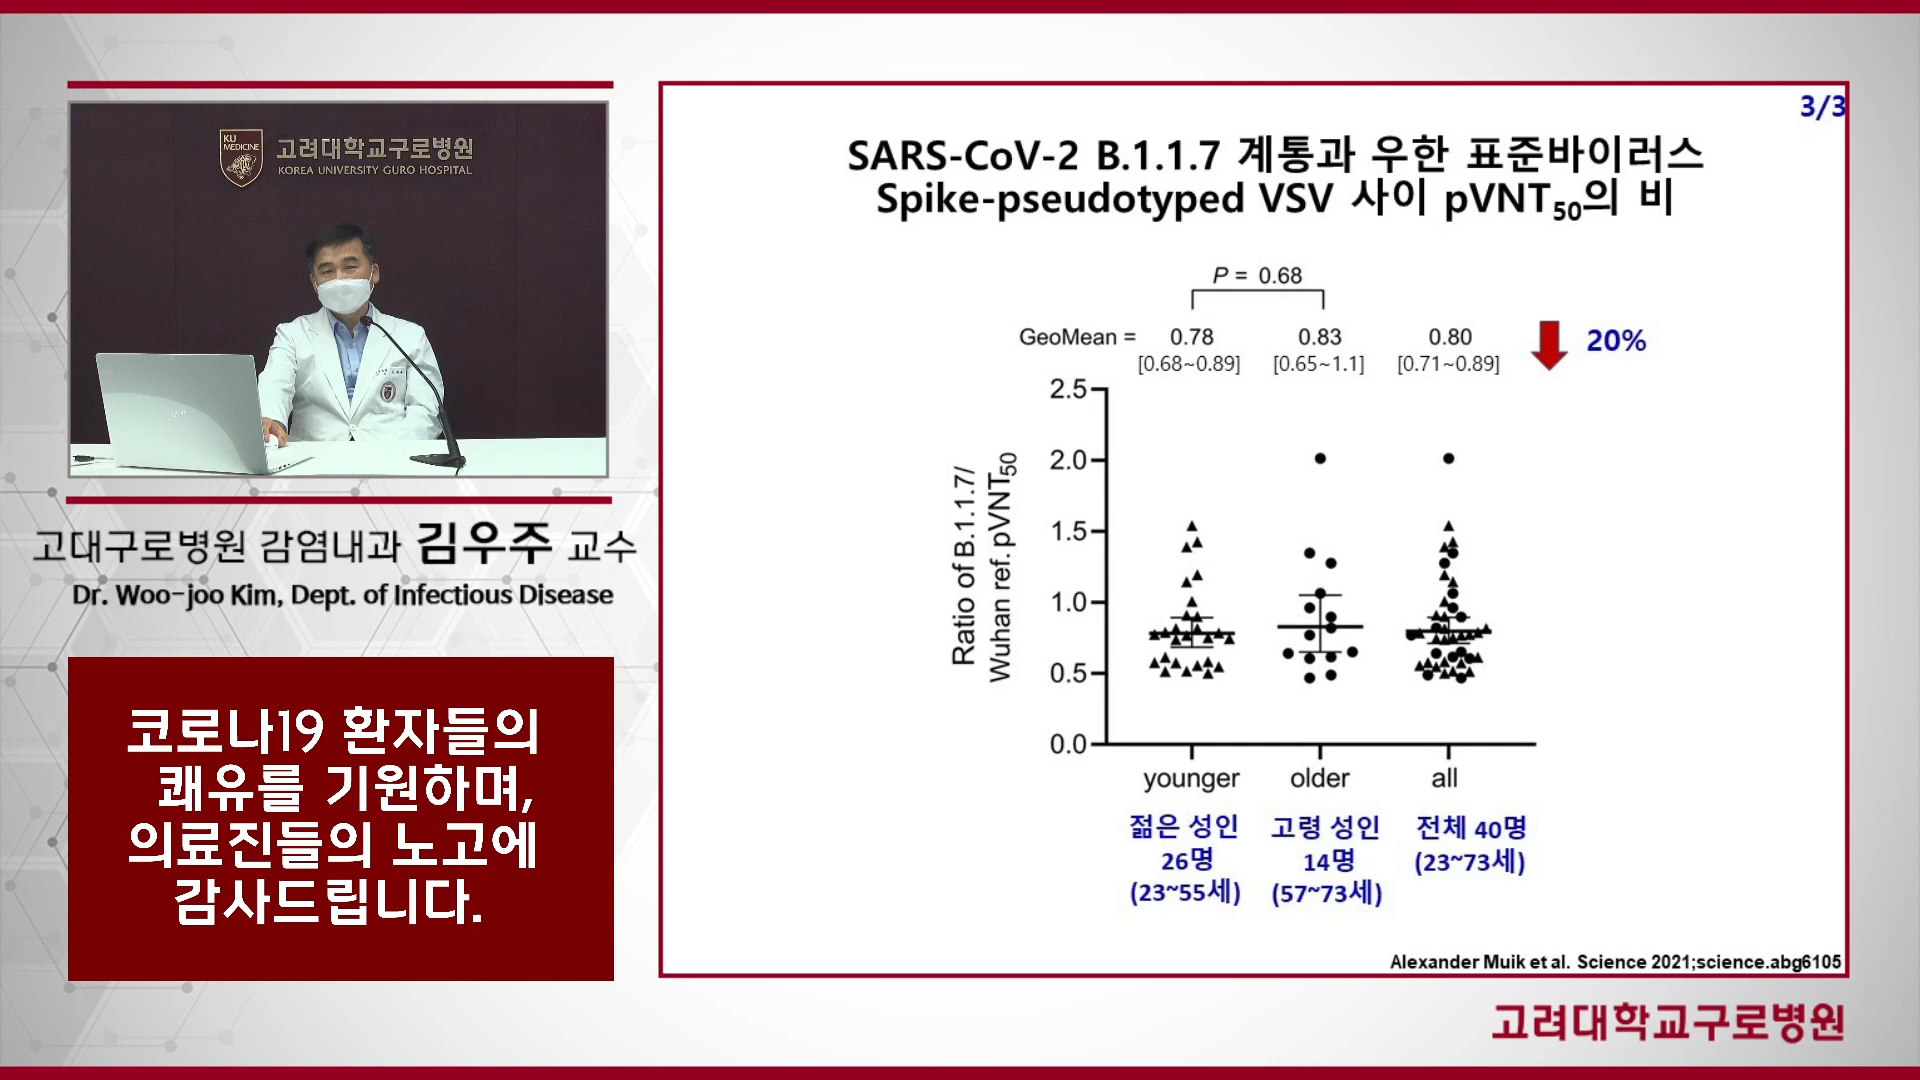 KU
MEDICINE
고려대학교구로병원
KOREA UNIVERSITY GURO HOSPITAL
고대구로병원 감염내과 김우주 교수
Dr. Woo-joo Kim, Dept. of Infectious Disease
코로나19 환자들의
쾌유를 기원하며,
의료진들의 노고에
감사드립니다.
3/3
SARS-CoV-2 B.1.1.7 계통과 우한 표준바이러스
Spike-pseudotyped VSV 사이 pVNT50의 비
P = 0.68
GeoMean = 0.78 0.83 0.80
[0.68~0.89] [0.65~1.1] [0.71~0.89]
20%
Ratio of B.1.1.7/
Wuhan ref. pVNT50
2.5
2.0
1.5
1.0
0.5
0.0
younger older all
젊은 성인 고령 성인 전체 40명
26명 14명 (23~73세)
(23~55세) (57~73세)
Alexander Muik et al. Science 2021;science.abg6105
고려대학교구로병원